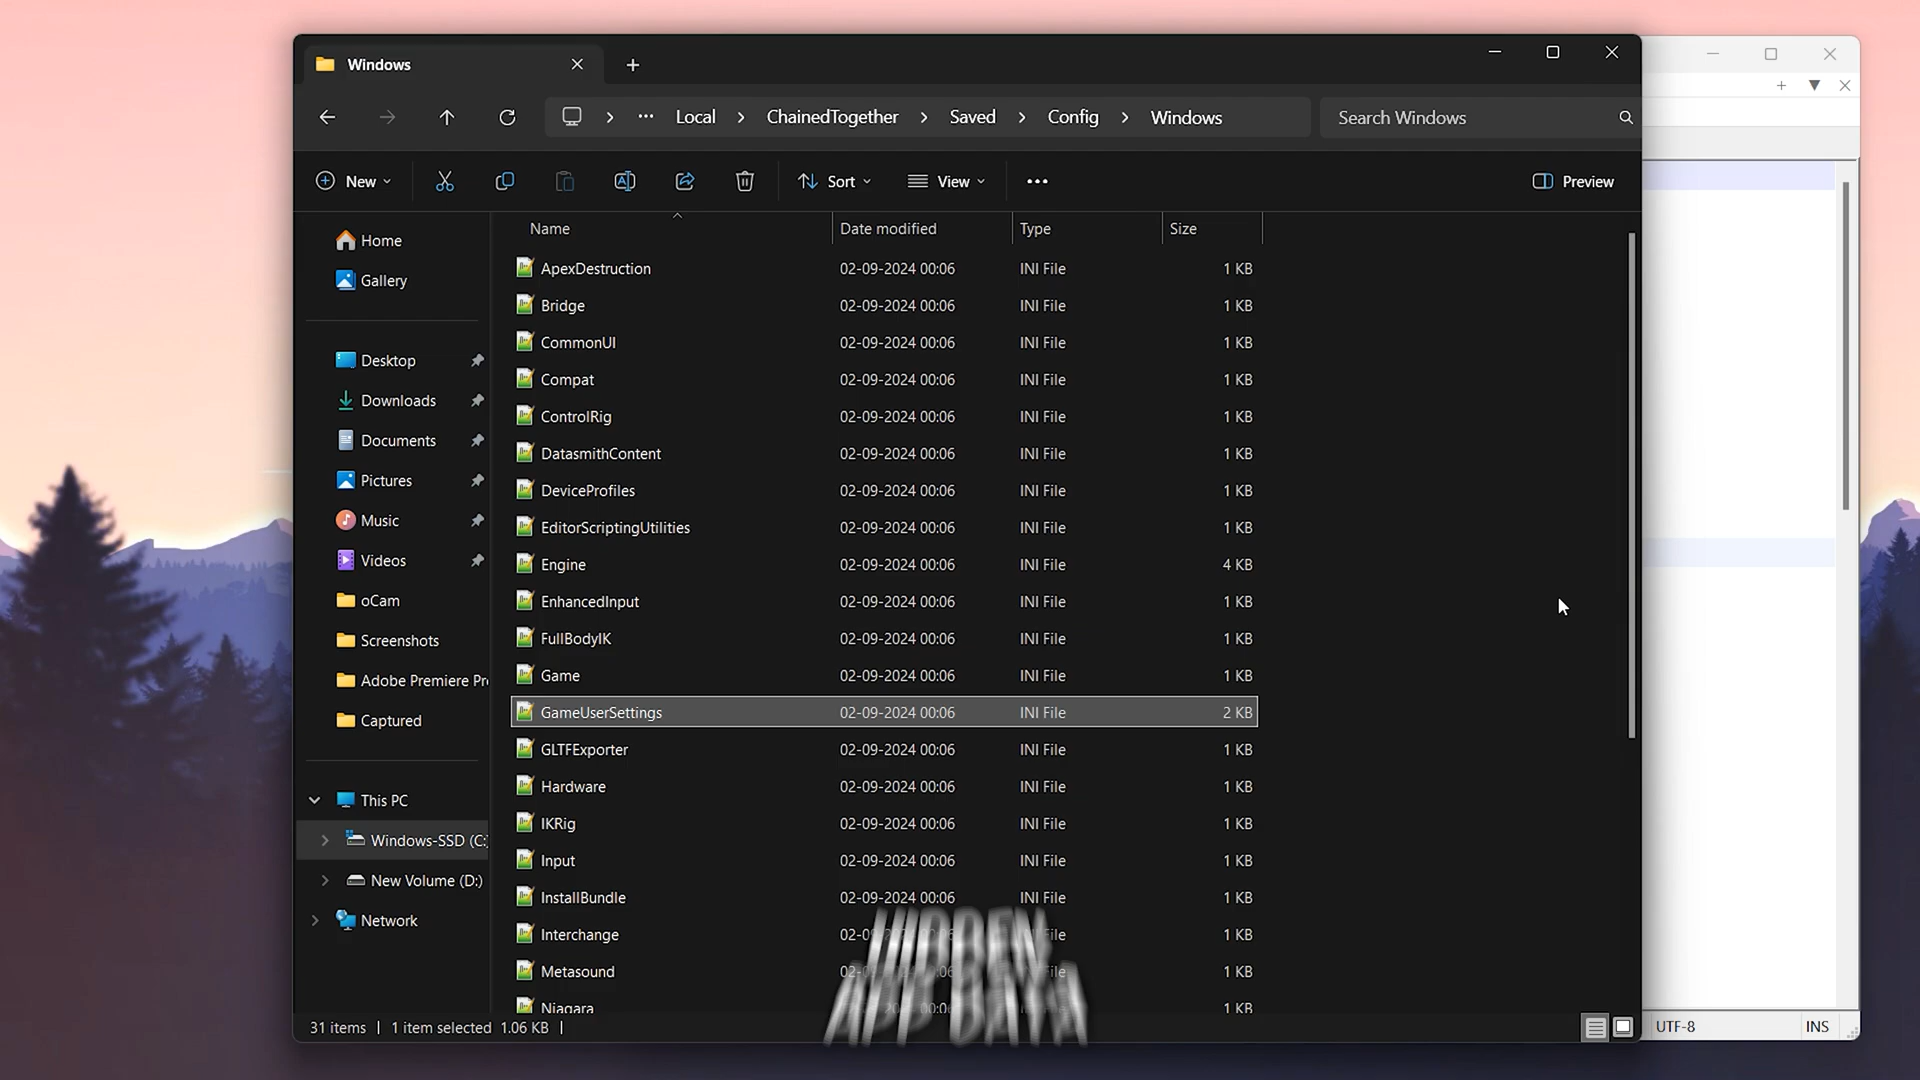 Windows
Local > ChainedTogether > Saved > Config > Windows
Search Windows
New
Sort
View
Preview
Home
Gallery
Desktop
Downloads
Documents
Pictures
Music
Videos
oCam
Screenshots
Adobe Premiere Pr
Captured
This PC
Windows-SSD (C:
New Volume (D:)
Network
Name Date modified Type Size
ApexDestruction 02-09-2024 00:06 INI File 1 KB
Bridge 02-09-2024 00:06 INI File 1 KB
CommonUI 02-09-2024 00:06 INI File 1 KB
Compat 02-09-2024 00:06 INI File 1 KB
ControlRig 02-09-2024 00:06 INI File 1 KB
DatasmithContent 02-09-2024 00:06 INI File 1 KB
DeviceProfiles 02-09-2024 00:06 INI File 1 KB
EditorScriptingUtilities 02-09-2024 00:06 INI File 1 KB
Engine 02-09-2024 00:06 INI File 4 KB
EnhancedInput 02-09-2024 00:06 INI File 1 KB
FullBodyIK 02-09-2024 00:06 INI File 1 KB
Game 02-09-2024 00:06 INI File 1 KB
GameUserSettings 02-09-2024 00:06 INI File 2 KB
GLTFExporter 02-09-2024 00:06 INI File 1 KB
Hardware 02-09-2024 00:06 INI File 1 KB
IKRig 02-09-2024 00:06 INI File 1 KB
Input 02-09-2024 00:06 INI File 1 KB
InstallBundle 02-09-2024 00:06 INI File 1 KB
Interchange 1 KB
Metasound 1 KB
Niagara 1 KB
HIDDEN
APP DATA
31 items | 1 item selected 1.06 KB |
UTF-8 INS